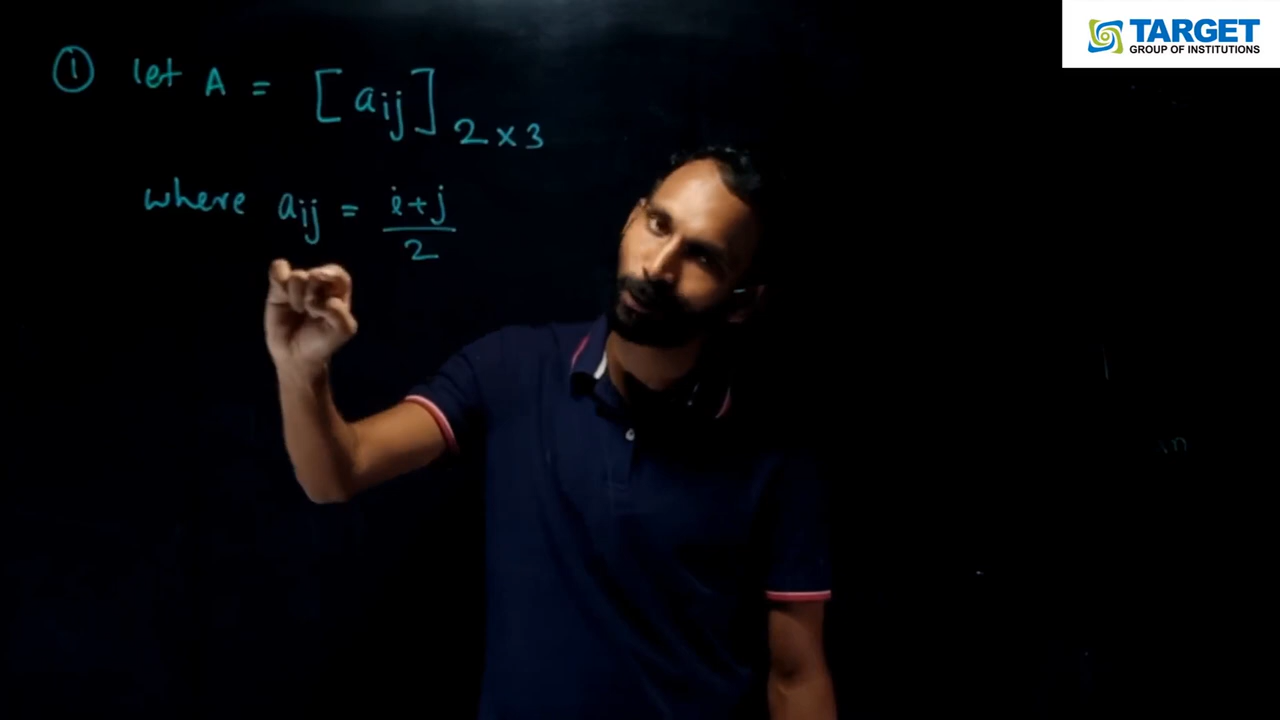 TARGET
GROUP OF INSTITUTIONS
① let A = [aij] 2×3
where aij = i+j
2